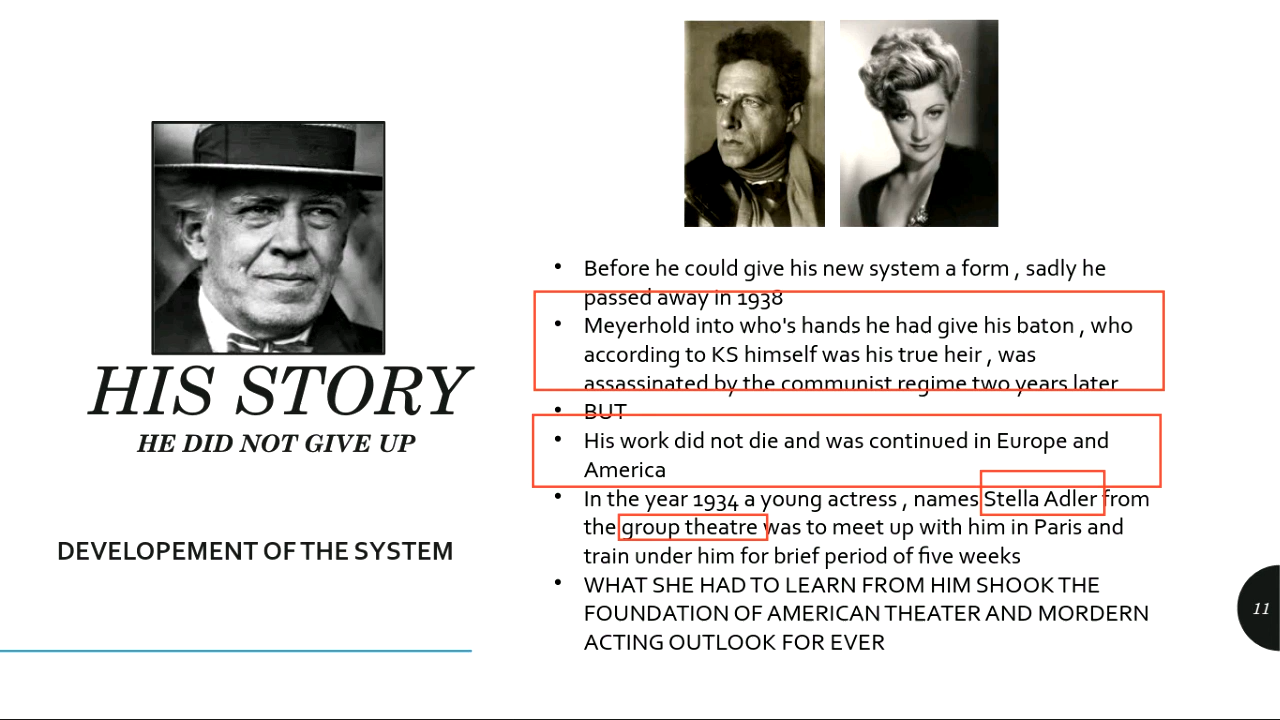 HIS STORY
HE DID NOT GIVE UP
DEVELOPEMENT OF THE SYSTEM
• Before he could give his new system a form , sadly he
passed away in 1938
• Meyerhold into who's hands he had give his baton , who
according to KS himself was his true heir , was
assassinated by the communist regime two years later
• BUT
• His work did not die and was continued in Europe and
America
• In the year 1934 a young actress , names Stella Adler from
the group theatre was to meet up with him in Paris and
train under him for brief period of five weeks
• WHAT SHE HAD TO LEARN FROM HIM SHOOK THE
FOUNDATION OF AMERICAN THEATER AND MORDERN
ACTING OUTLOOK FOR EVER
11